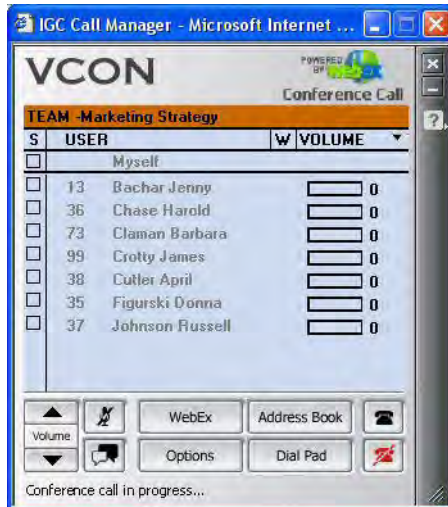 IGC Call Manager - Microsoft Internet ...
VCON
POWERED
BY
Conference Call
TEAM -Marketing Strategy
S USER W VOLUME
Myself
13 Bachar Jenny 0
36 Chase Harold 0
73 Claman Barbara 0
99 Crotty James 0
38 Cutler April 0
35 Figurski Donna 0
37 Johnson Russell 0
WebEx Address Book
Volume
Options Dial Pad
Conference call in progress...
?